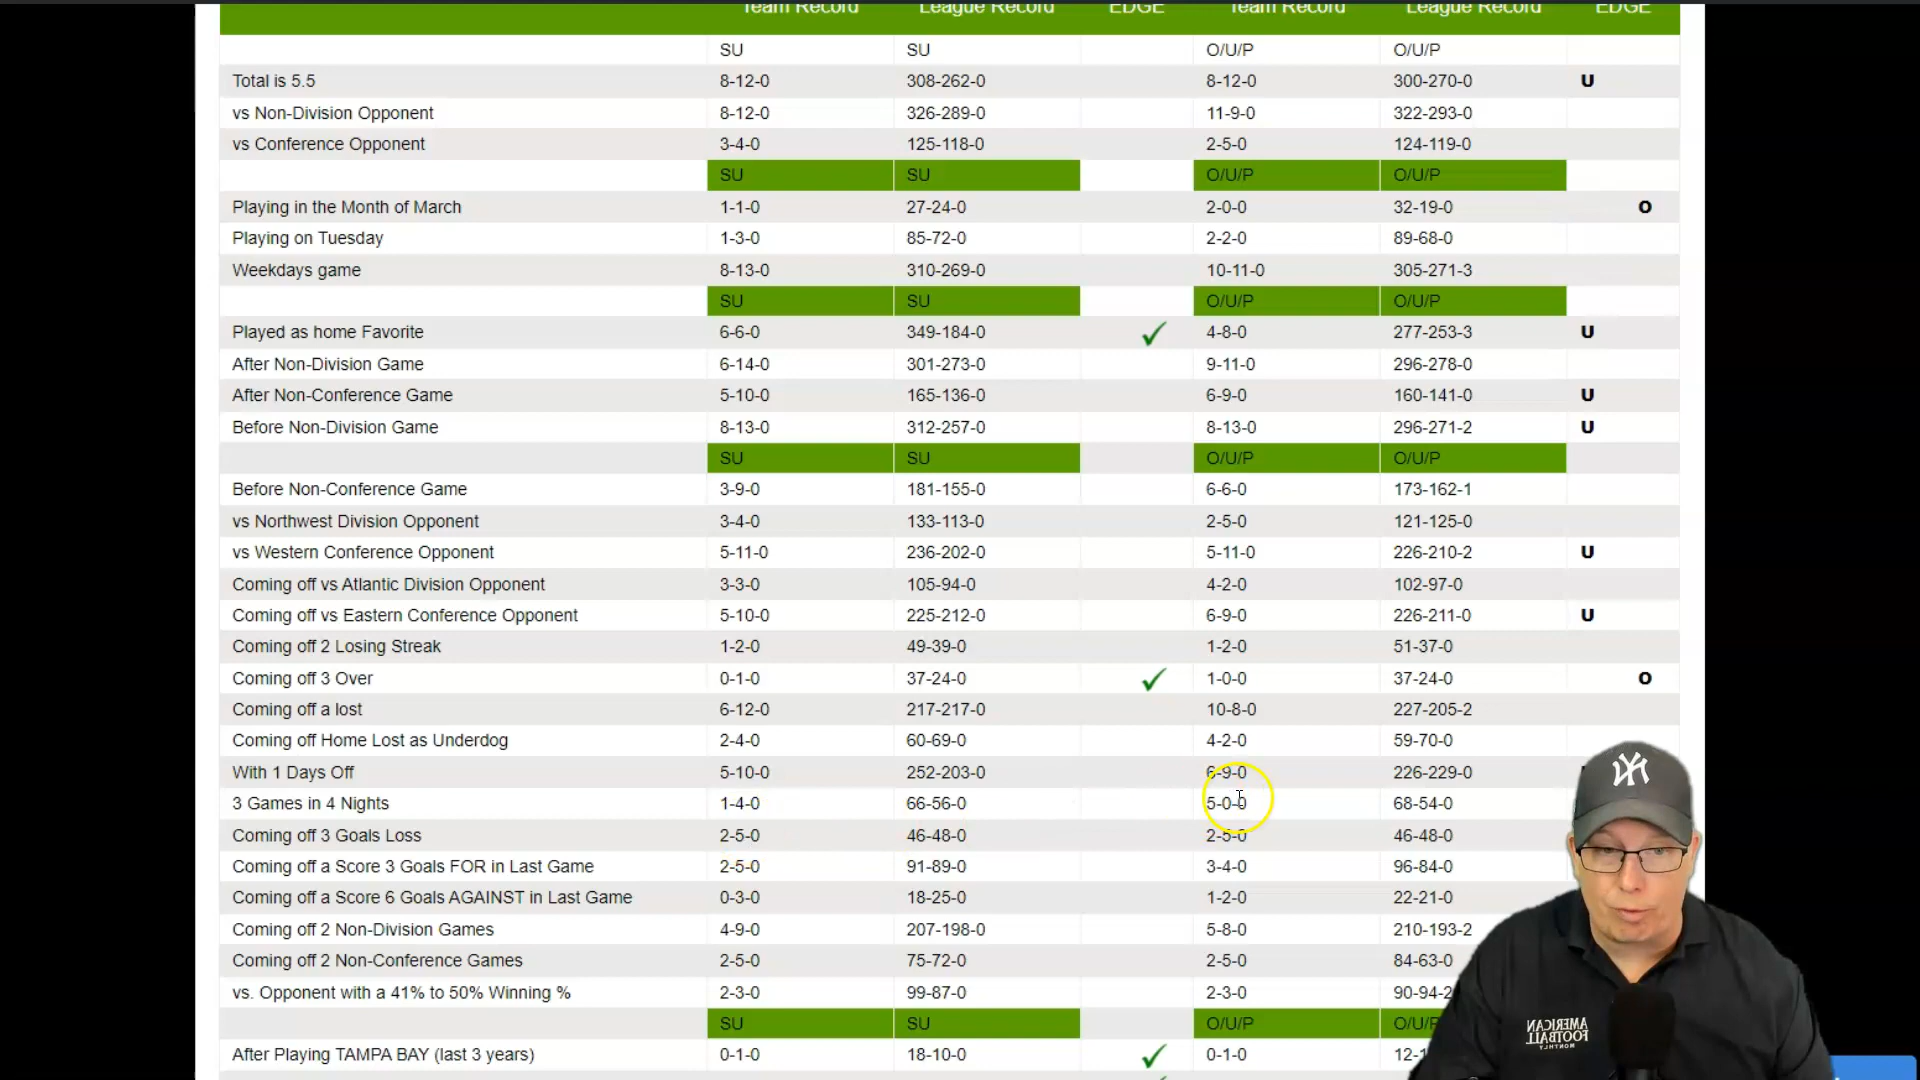 Team Record League Record EDGE Team Record League Record EDGE
SU SU O/U/P O/U/P
Total is 5.5 8-12-0 308-262-0 8-12-0 300-270-0 U
vs Non-Division Opponent 8-12-0 326-289-0 11-9-0 322-293-0
vs Conference Opponent 3-4-0 125-118-0 2-5-0 124-119-0
SU SU O/U/P O/U/P
Playing in the Month of March 1-1-0 27-24-0 2-0-0 32-19-0 O
Playing on Tuesday 1-3-0 85-72-0 2-2-0 89-68-0
Weekdays game 8-13-0 310-269-0 10-11-0 305-271-3
SU SU O/U/P O/U/P
Played as home Favorite 6-6-0 349-184-0 4-8-0 277-253-3 U
After Non-Division Game 6-14-0 301-273-0 9-11-0 296-278-0
After Non-Conference Game 5-10-0 165-136-0 6-9-0 160-141-0 U
Before Non-Division Game 8-13-0 312-257-0 8-13-0 296-271-2 U
SU SU O/U/P O/U/P
Before Non-Conference Game 3-9-0 181-155-0 6-6-0 173-162-1
vs Northwest Division Opponent 3-4-0 133-113-0 2-5-0 121-125-0
vs Western Conference Opponent 5-11-0 236-202-0 5-11-0 226-210-2 U
Coming off vs Atlantic Division Opponent 3-3-0 105-94-0 4-2-0 102-97-0
Coming off vs Eastern Conference Opponent 5-10-0 225-212-0 6-9-0 226-211-0 U
Coming off 2 Losing Streak 1-2-0 49-39-0 1-2-0 51-37-0
Coming off 3 Over 0-1-0 37-24-0 1-0-0 37-24-0 O
Coming off a lost 6-12-0 217-217-0 10-8-0 227-205-2
Coming off Home Lost as Underdog 2-4-0 60-69-0 4-2-0 59-70-0
With 1 Days Off 5-10-0 252-203-0 6-9-0 226-229-0
3 Games in 4 Nights 1-4-0 66-56-0 5-0-0 68-54-0
Coming off 3 Goals Loss 2-5-0 46-48-0 2-5-0 46-48-0
Coming off a Score 3 Goals FOR in Last Game 2-5-0 91-89-0 3-4-0 96-84-0
Coming off a Score 6 Goals AGAINST in Last Game 0-3-0 18-25-0 1-2-0 22-21-0
Coming off 2 Non-Division Games 4-9-0 207-198-0 5-8-0 210-193-2
Coming off 2 Non-Conference Games 2-5-0 75-72-0 2-5-0 84-63-0
vs. Opponent with a 41% to 50% Winning % 2-3-0 99-87-0 2-3-0 90-94-2
SU SU O/U/P O/U/P
After Playing TAMPA BAY (last 3 years) 0-1-0 18-10-0 0-1-0
NY
AMERICAN
FOOTBALL
MONTHLY